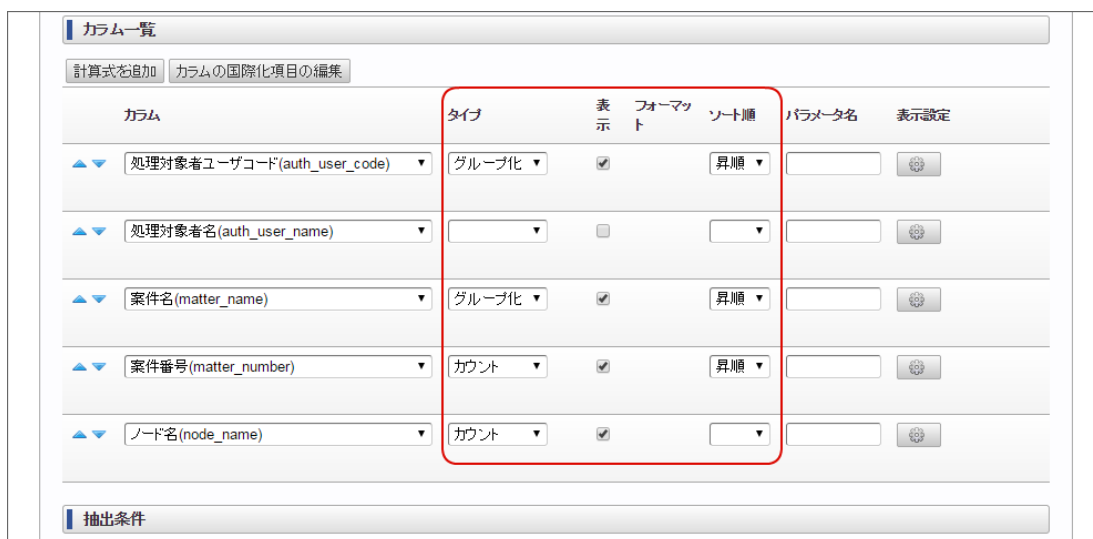 カラム一覧
計算式を追加 カラムの国際化項目の編集
カラム タイプ 表示 フォーマット ソート順 パラメータ名 表示設定
処理対象者ユーザコード(auth_user_code) グループ化 昇順
処理対象者名(auth_user_name)
案件名(matter_name) グループ化 昇順
案件番号(matter_number) カウント 昇順
ノード名(node_name) カウント
抽出条件